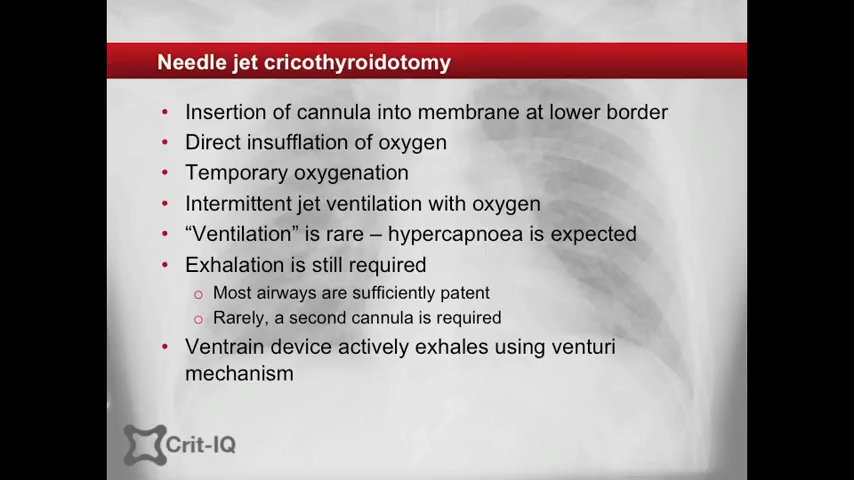 Needle jet cricothyroidotomy
• Insertion of cannula into membrane at lower border
• Direct insufflation of oxygen
• Temporary oxygenation
• Intermittent jet ventilation with oxygen
• “Ventilation” is rare – hypercapnoea is expected
• Exhalation is still required
o Most airways are sufficiently patent
o Rarely, a second cannula is required
• Ventrain device actively exhales using venturi
mechanism
Crit-IQ